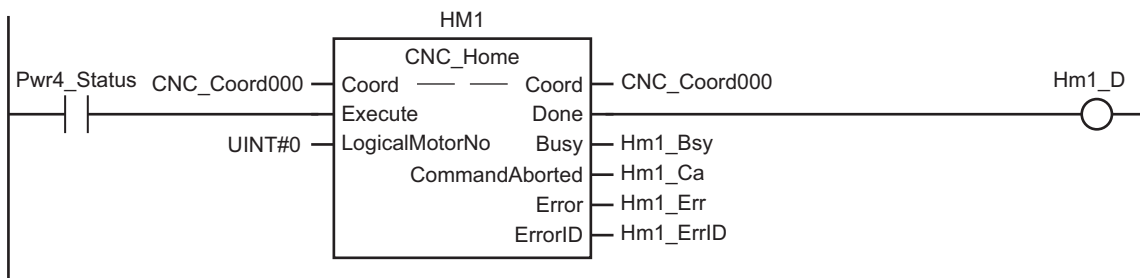 HM1
CNC_Home
Pwr4_Status CNC_Coord000 Coord Coord CNC_Coord000 Hm1_D
Execute Done
UINT#0 LogicalMotorNo Busy Hm1_Bsy
CommandAborted Hm1_Ca
Error Hm1_Err
ErrorID Hm1_ErrID